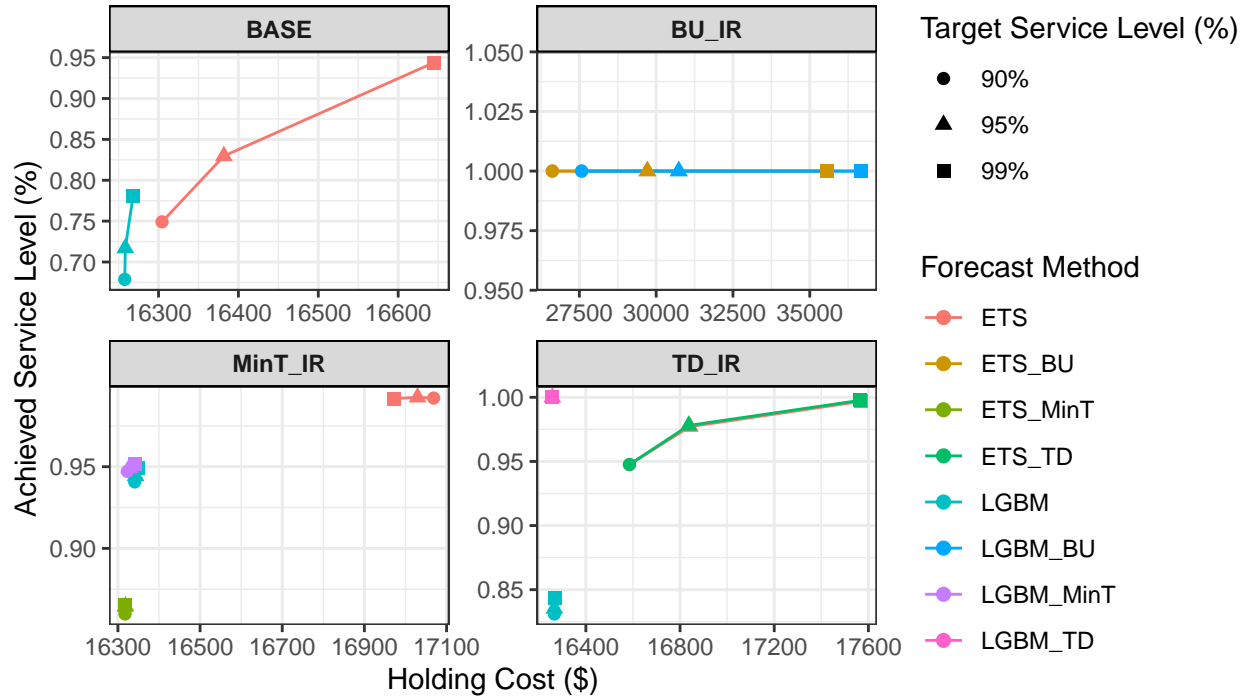 BASE
0.95
0.90
0.85
0.80
0.75
0.70
16300
16400
16500
16600
BU_IR
1.050
1.025
1.000
0.975
0.950
27500
30000
32500
35000
MinT_IR
0.95
0.90
16300
16500
16700
16900
17100
TD_IR
1.00
0.95
0.90
0.85
16400
16800
17200
17600
Achieved Service Level (%)
Holding Cost ($)
Target Service Level (%)
90%
95%
99%
Forecast Method
ETS
ETS_BU
ETS_MinT
ETS_TD
LGBM
LGBM_BU
LGBM_MinT
LGBM_TD